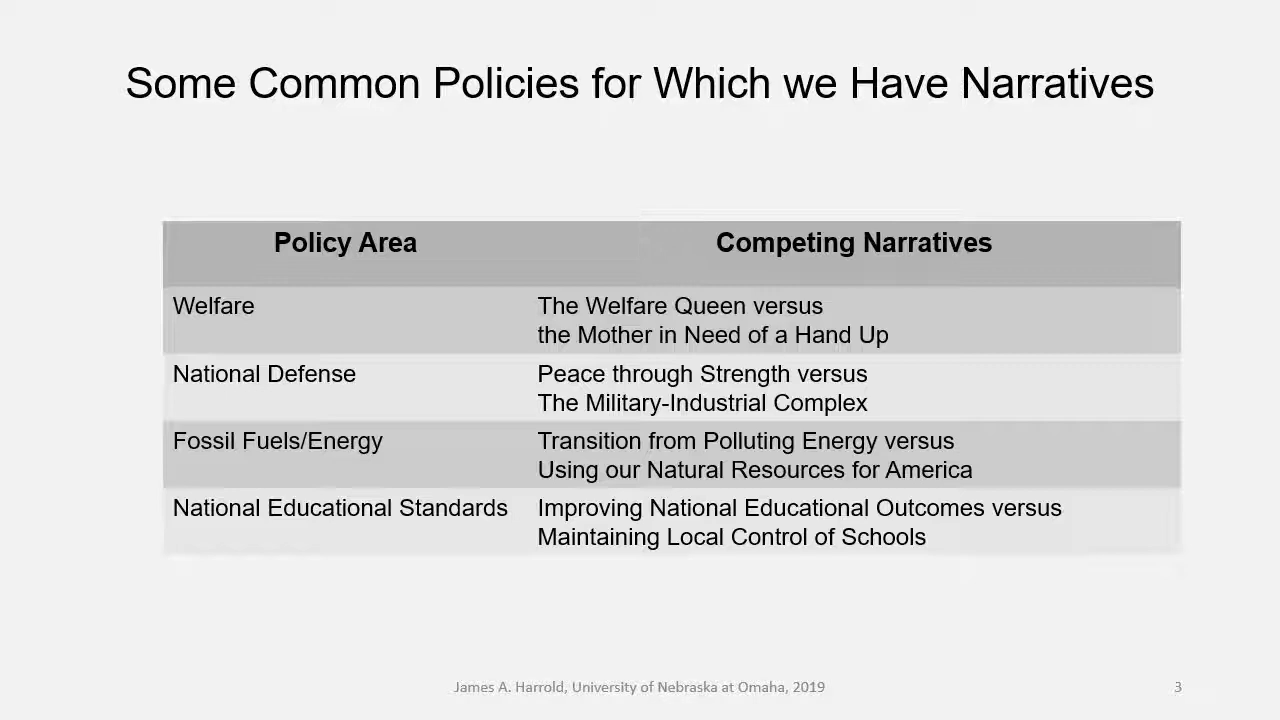 Some Common Policies for Which we Have Narratives
Policy Area
Competing Narratives
Welfare
The Welfare Queen versus
the Mother in Need of a Hand Up
National Defense
Peace through Strength versus
The Military-Industrial Complex
Fossil Fuels/Energy
Transition from Polluting Energy versus
Using our Natural Resources for America
National Educational Standards
Improving National Educational Outcomes versus
Maintaining Local Control of Schools
James A. Harrold, University of Nebraska at Omaha, 2019
3